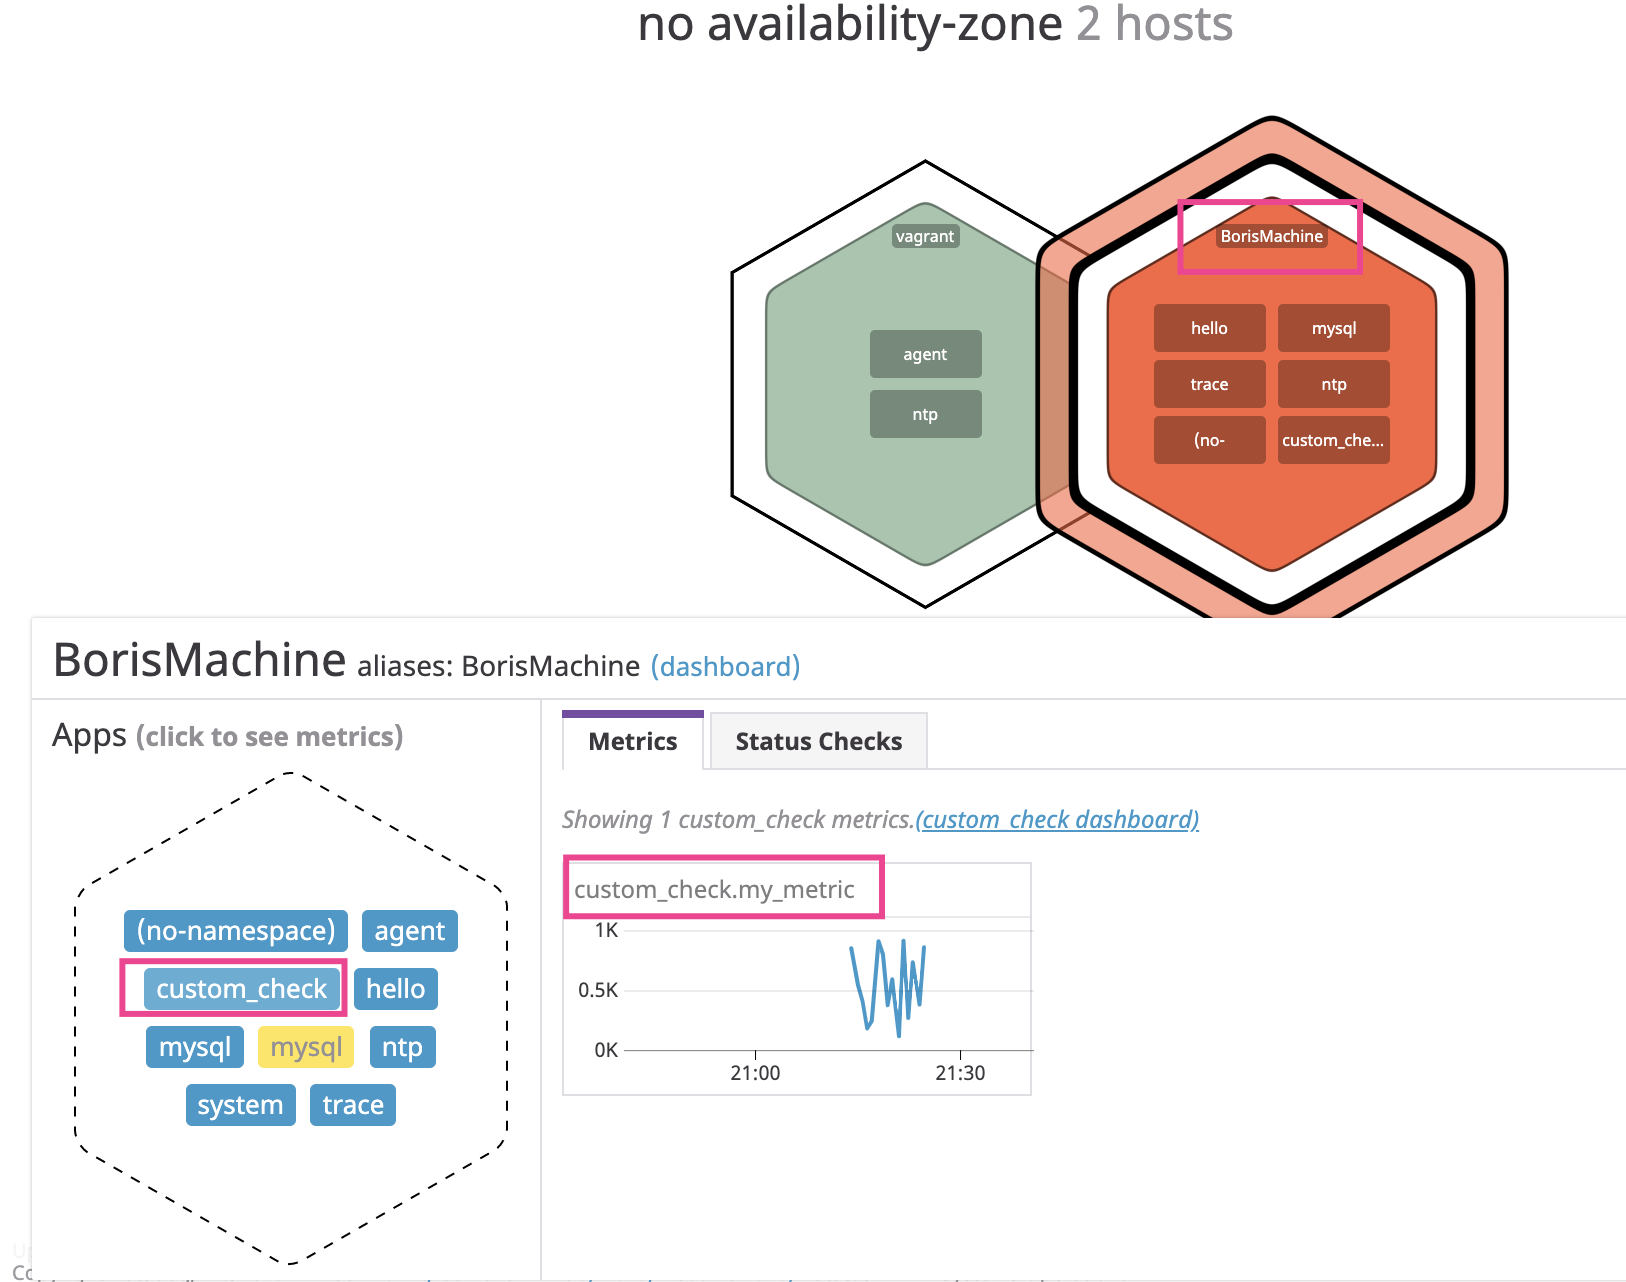 no availability-zone 2 hosts
vagrant
agent
ntp
BorisMachine
hello mysql
trace ntp
(no- custom_che...
BorisMachine aliases: BorisMachine (dashboard)
Apps (click to see metrics)
(no-namespace) agent
custom_check hello
mysql mysql ntp
system trace
Metrics Status Checks
Showing 1 custom_check metrics.(custom_check dashboard)
custom_check.my_metric
1K
0.5K
0K
21:00 21:30